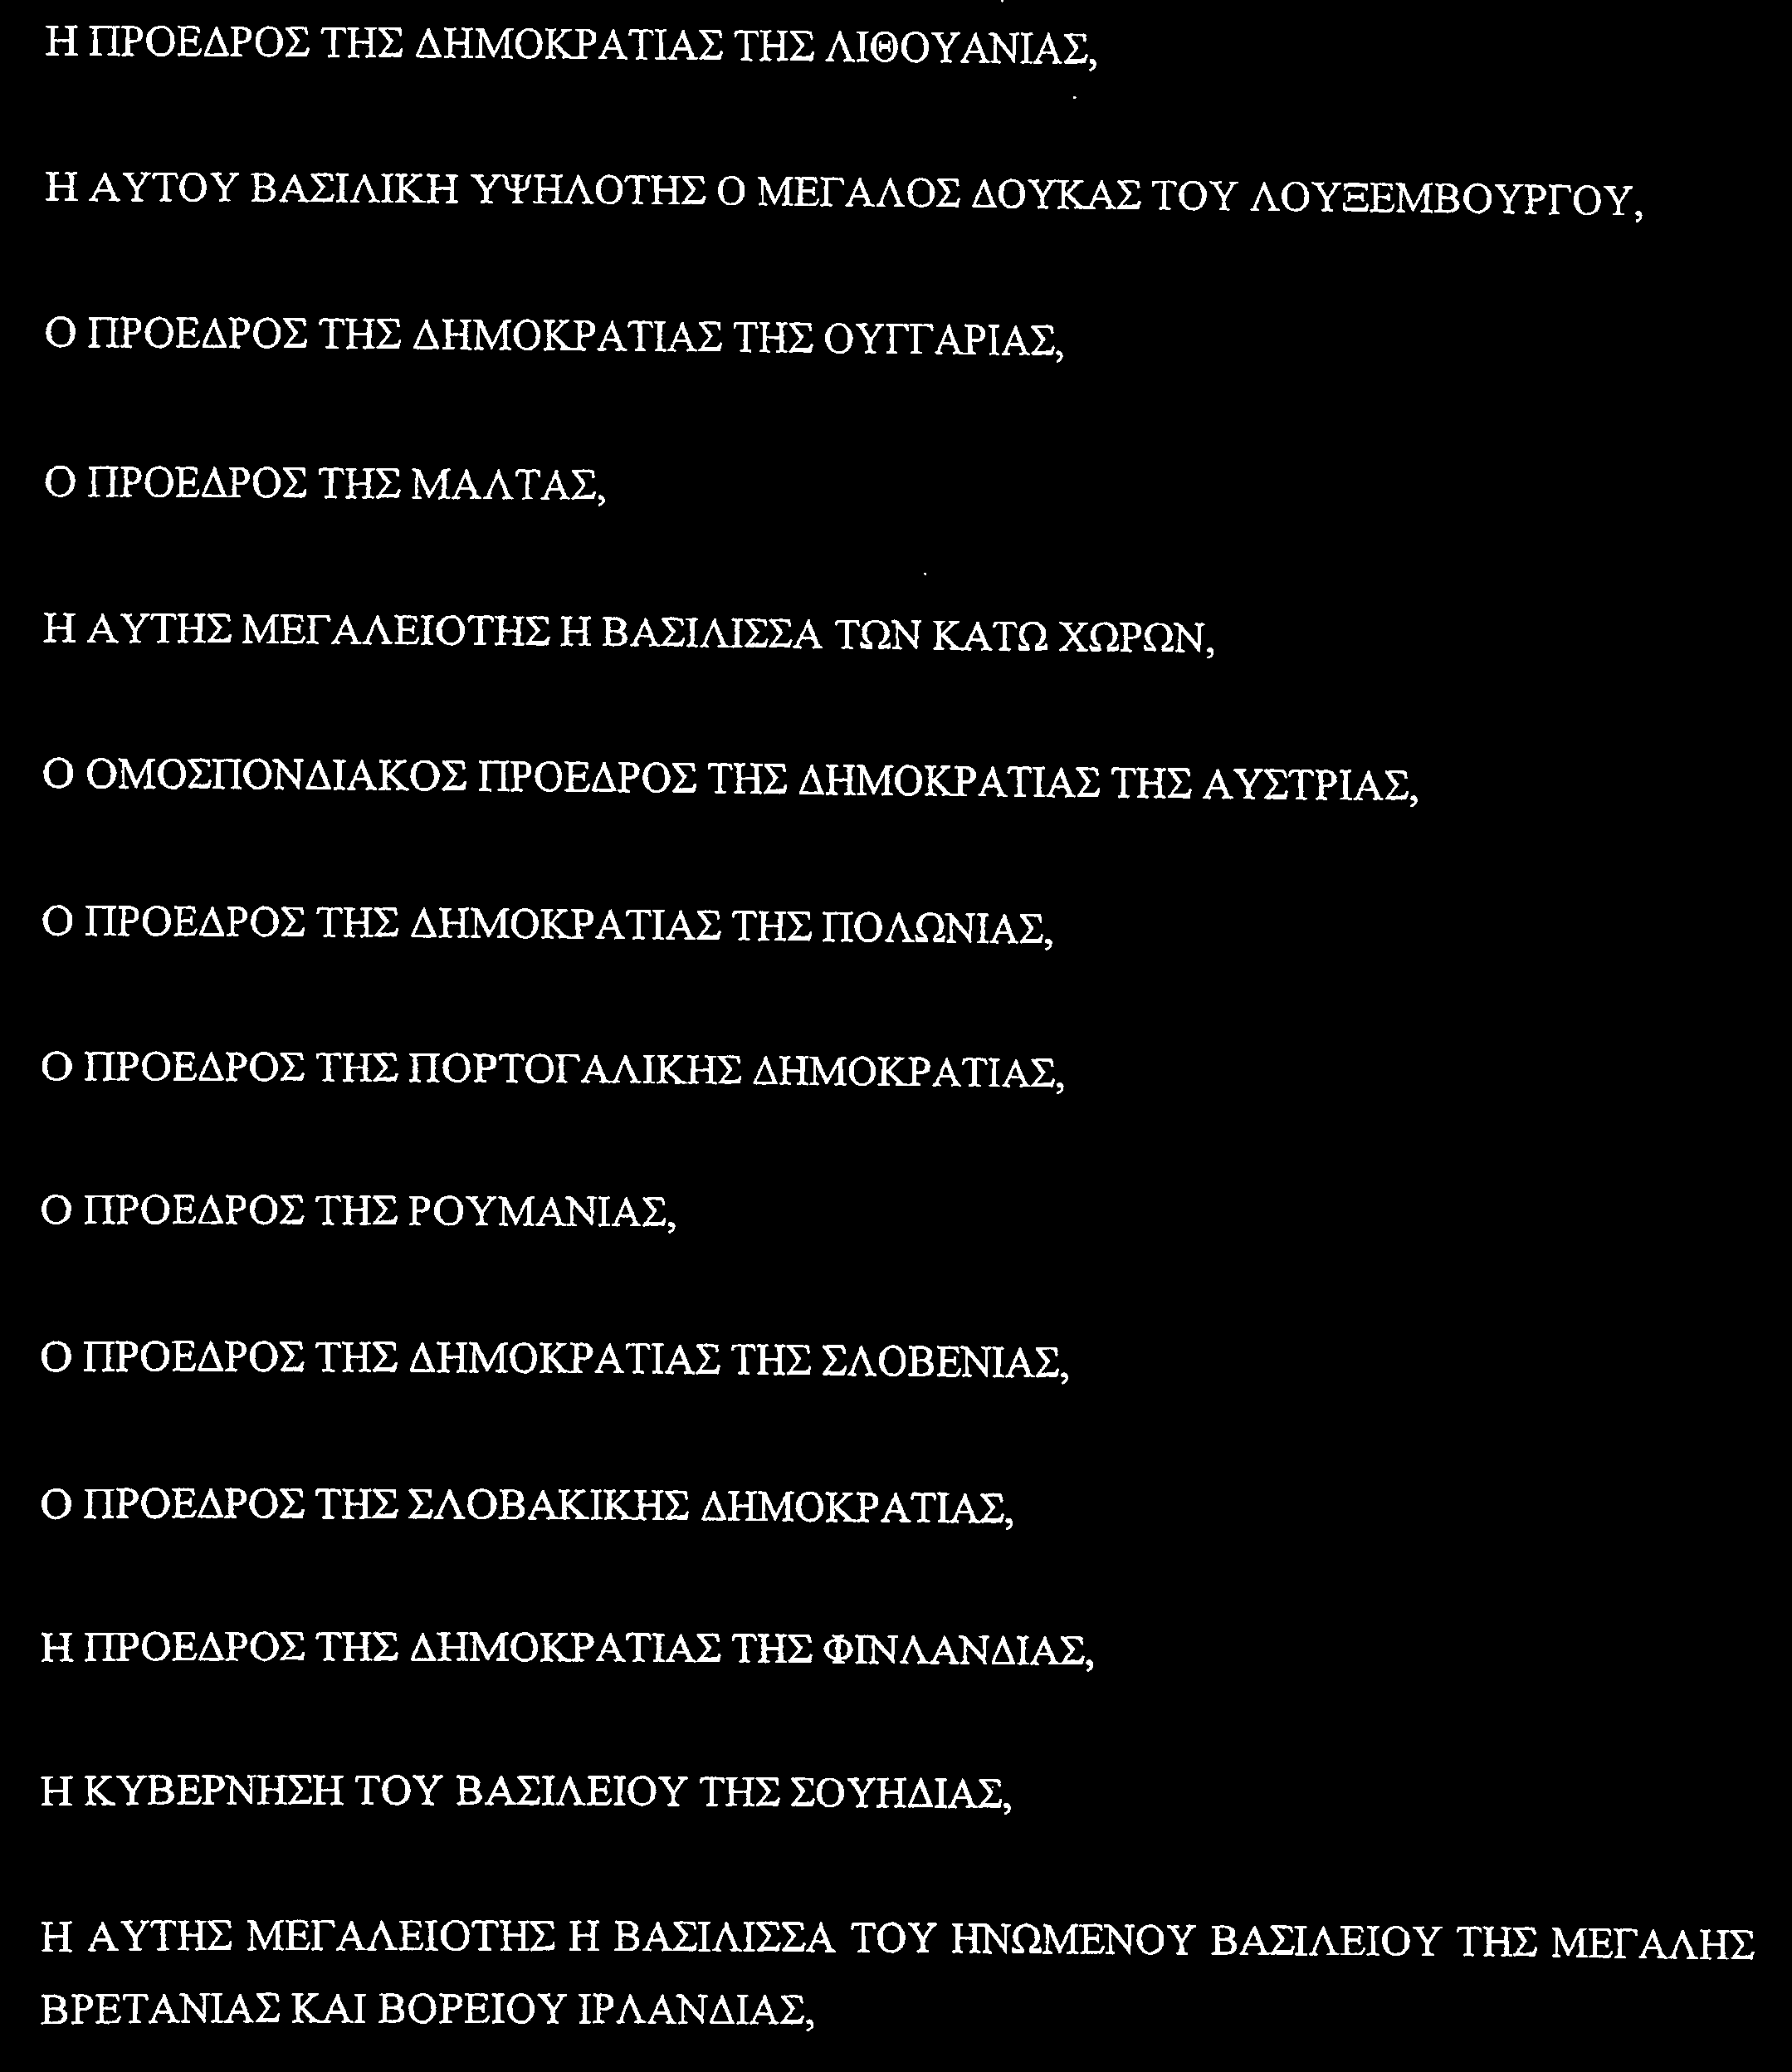 Η ΠΡΟΕΔΡΟΣ ΤΗΣ ΔΗΜΟΚΡΑΤΙΑΣ ΤΗΣ ΛΙΘΟΥΑΝΙΑΣ,
Η ΑΥΤΟΥ ΒΑΣΙΛΙΚΗ ΥΨΗΛΟΤΗΣ Ο ΜΕΓΑΛΟΣ ΔΟΥΚΑΣ ΤΟΥ ΛΟΥΞΕΜΒΟΥΡΓΟΥ,
Ο ΠΡΟΕΔΡΟΣ ΤΗΣ ΔΗΜΟΚΡΑΤΙΑΣ ΤΗΣ ΟΥΓΓΑΡΙΑΣ,
Ο ΠΡΟΕΔΡΟΣ ΤΗΣ ΜΑΛΤΑΣ,
Η ΑΥΤΗΣ ΜΕΓΑΛΕΙΟΤΗΣ Η ΒΑΣΙΛΙΣΣΑ ΤΩΝ ΚΑΤΩ ΧΩΡΩΝ,
Ο ΟΜΟΣΠΟΝΔΙΑΚΟΣ ΠΡΟΕΔΡΟΣ ΤΗΣ ΔΗΜΟΚΡΑΤΙΑΣ ΤΗΣ ΑΥΣΤΡΙΑΣ,
Ο ΠΡΟΕΔΡΟΣ ΤΗΣ ΔΗΜΟΚΡΑΤΙΑΣ ΤΗΣ ΠΟΛΩΝΙΑΣ,
Ο ΠΡΟΕΔΡΟΣ ΤΗΣ ΠΟΡΤΟΓΑΛΙΚΗΣ ΔΗΜΟΚΡΑΤΙΑΣ,
Ο ΠΡΟΕΔΡΟΣ ΤΗΣ ΡΟΥΜΑΝΙΑΣ,
Ο ΠΡΟΕΔΡΟΣ ΤΗΣ ΔΗΜΟΚΡΑΤΙΑΣ ΤΗΣ ΣΛΟΒΕΝΙΑΣ,
Ο ΠΡΟΕΔΡΟΣ ΤΗΣ ΣΛΟΒΑΚΙΚΗΣ ΔΗΜΟΚΡΑΤΙΑΣ,
Η ΠΡΟΕΔΡΟΣ ΤΗΣ ΔΗΜΟΚΡΑΤΙΑΣ ΤΗΣ ΦΙΝΛΑΝΔΙΑΣ,
Η ΚΥΒΕΡΝΗΣΗ ΤΟΥ ΒΑΣΙΛΕΙΟΥ ΤΗΣ ΣΟΥΗΔΙΑΣ,
Η ΑΥΤΗΣ ΜΕΓΑΛΕΙΟΤΗΣ Η ΒΑΣΙΛΙΣΣΑ ΤΟΥ ΗΝΩΜΕΝΟΥ ΒΑΣΙΛΕΙΟΥ ΤΗΣ ΜΕΓΑΛΗΣ
ΒΡΕΤΑΝΙΑΣ ΚΑΙ ΒΟΡΕΙΟΥ ΙΡΛΑΝΔΙΑΣ,